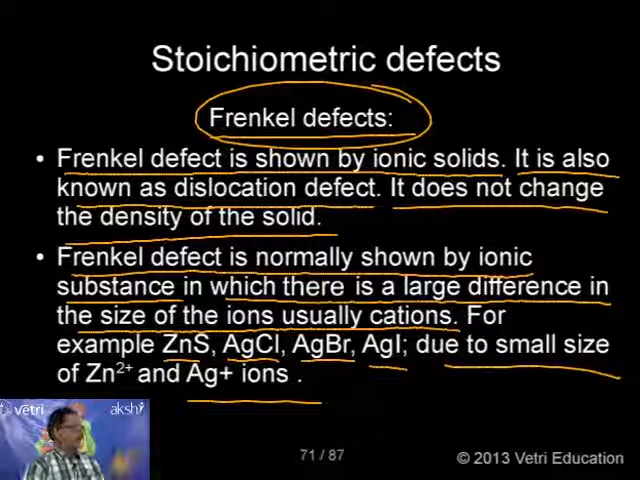 Stoichiometric defects
Frenkel defects:
• Frenkel defect is shown by ionic solids. It is also
known as dislocation defect. It does not change
the density of the solid.
• Frenkel defect is normally shown by ionic
substance in which there is a large difference in
the size of the ions usually cations. For
example ZnS, AgCl, AgBr, AgI; due to small size
of Zn²⁺ and Ag+ ions .
vetri
akshi
71 / 87
© 2013 Vetri Education